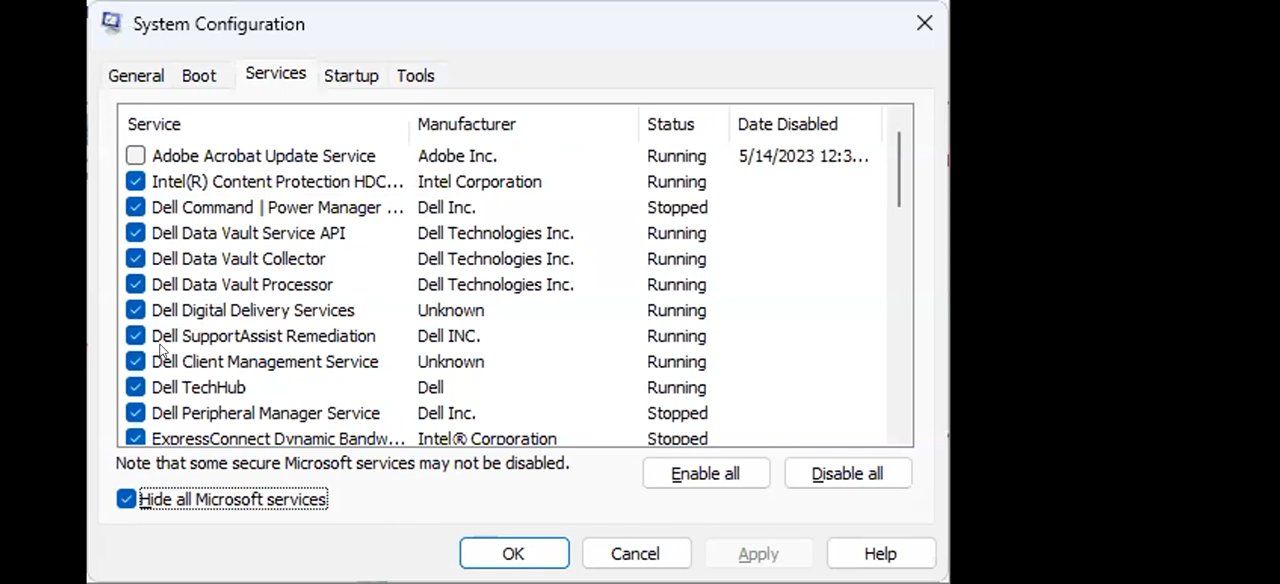 System Configuration
General Boot Services Startup Tools
Service Manufacturer Status Date Disabled
Adobe Acrobat Update Service Adobe Inc. Running 5/14/2023 12:3...
Intel(R) Content Protection HDC... Intel Corporation Running
Dell Command | Power Manager ... Dell Inc. Stopped
Dell Data Vault Service API Dell Technologies Inc. Running
Dell Data Vault Collector Dell Technologies Inc. Running
Dell Data Vault Processor Dell Technologies Inc. Running
Dell Digital Delivery Services Unknown Running
Dell SupportAssist Remediation Dell INC. Running
Dell Client Management Service Unknown Running
Dell TechHub Dell Running
Dell Peripheral Manager Service Dell Inc. Stopped
ExpressConnect Dynamic Bandw... Intel® Corporation Stopped
Note that some secure Microsoft services may not be disabled.
Enable all Disable all
Hide all Microsoft services
OK Cancel Apply Help